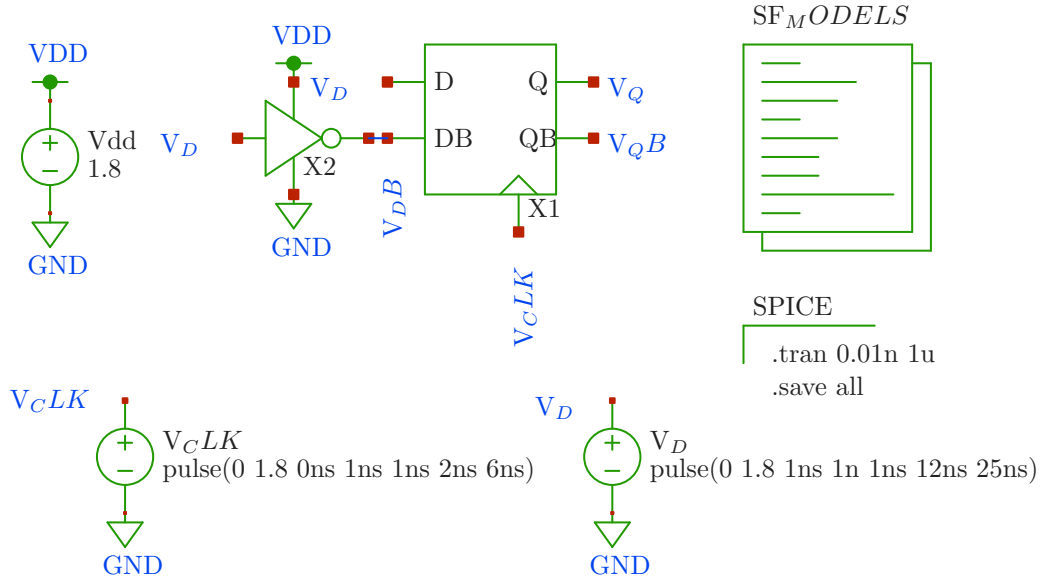 SF_MODELS
VDD
VDD
V_D
D
Q
V_Q
Vdd
1.8
V_D
DB
QB
V_QB
X2
V_DB
X1
GND
GND
V_CLK
SPICE
.tran 0.01n 1u
.save all
V_CLK
V_CLK
pulse(0 1.8 0ns 1ns 1ns 2ns 6ns)
GND
V_D
V_D
pulse(0 1.8 1ns 1n 1ns 12ns 25ns)
GND